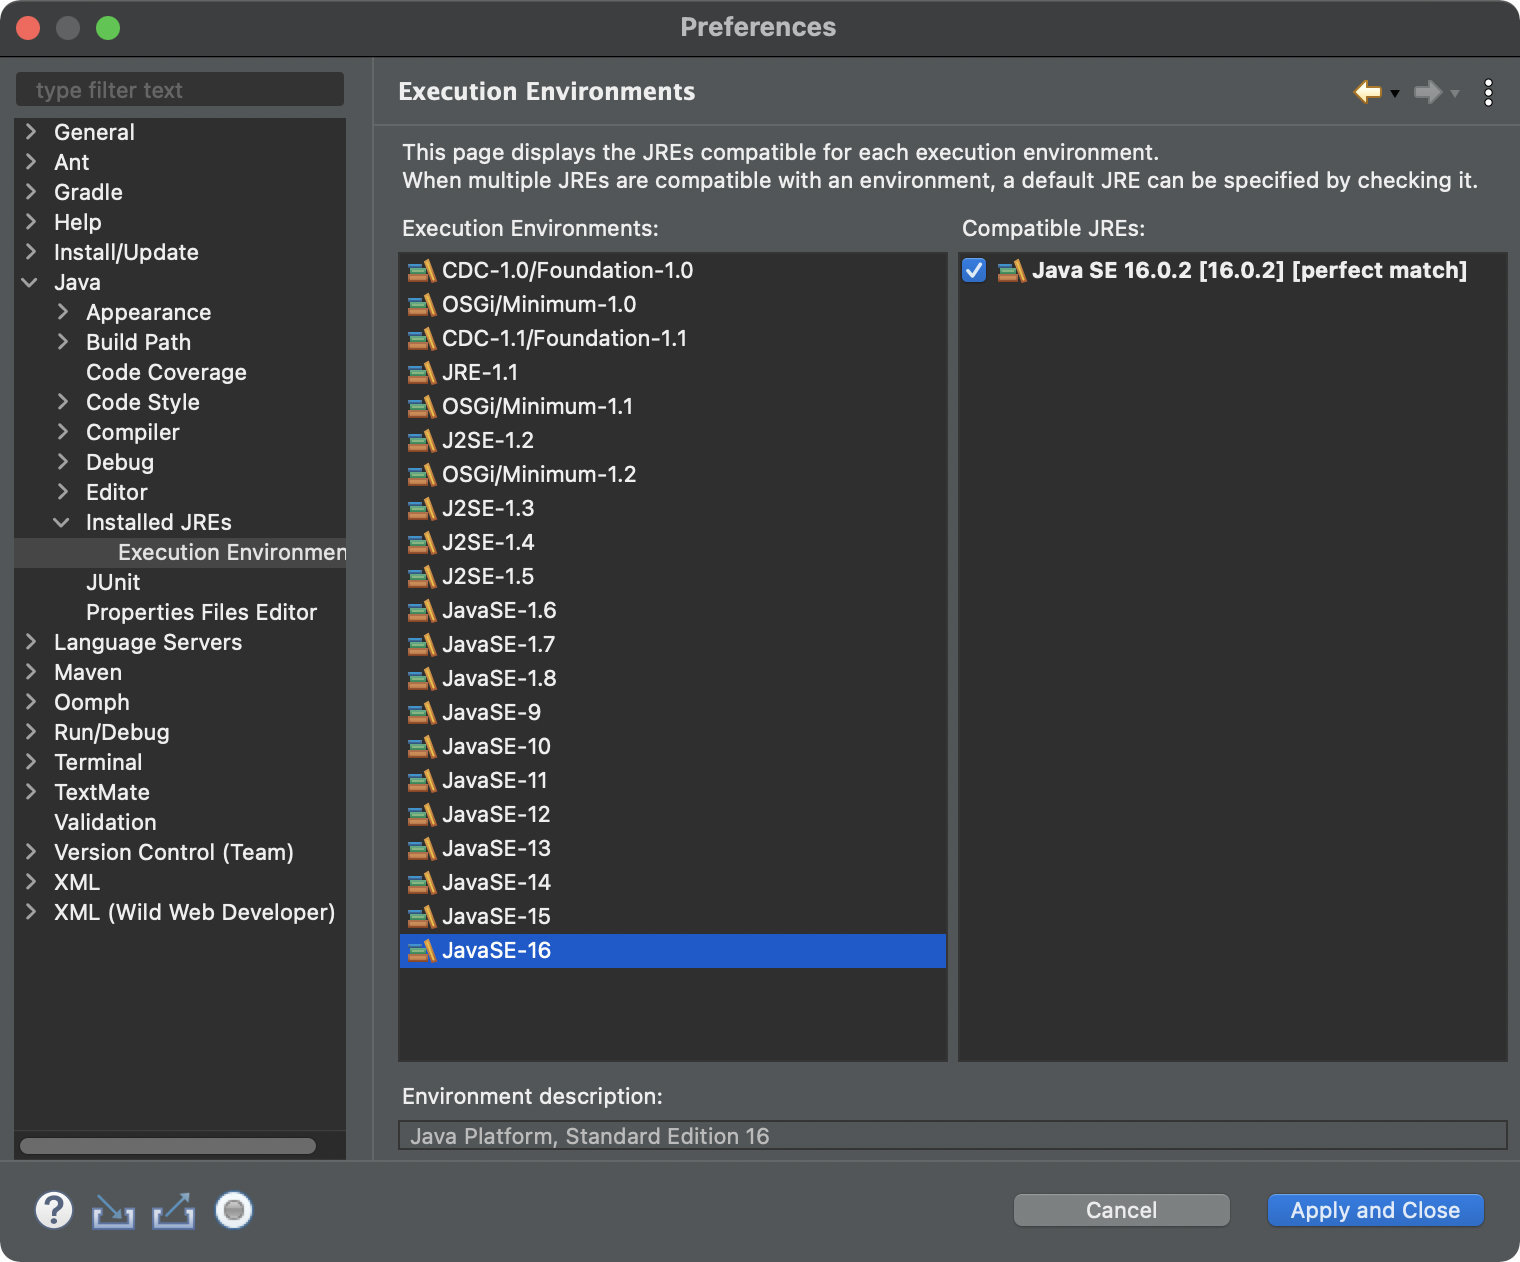 Preferences
type filter text
General
Ant
Gradle
Help
Install/Update
Java
Appearance
Build Path
Code Coverage
Code Style
Compiler
Debug
Editor
Installed JREs
Execution Environmen
JUnit
Properties Files Editor
Language Servers
Maven
Oomph
Run/Debug
Terminal
TextMate
Validation
Version Control (Team)
XML
XML (Wild Web Developer)
Execution Environments
This page displays the JREs compatible for each execution environment.
When multiple JREs are compatible with an environment, a default JRE can be specified by checking it.
Execution Environments:
CDC-1.0/Foundation-1.0
OSGi/Minimum-1.0
CDC-1.1/Foundation-1.1
JRE-1.1
OSGi/Minimum-1.1
J2SE-1.2
OSGi/Minimum-1.2
J2SE-1.3
J2SE-1.4
J2SE-1.5
JavaSE-1.6
JavaSE-1.7
JavaSE-1.8
JavaSE-9
JavaSE-10
JavaSE-11
JavaSE-12
JavaSE-13
JavaSE-14
JavaSE-15
JavaSE-16
Compatible JREs:
Java SE 16.0.2 [16.0.2] [perfect match]
Environment description:
Java Platform, Standard Edition 16
?
Cancel
Apply and Close